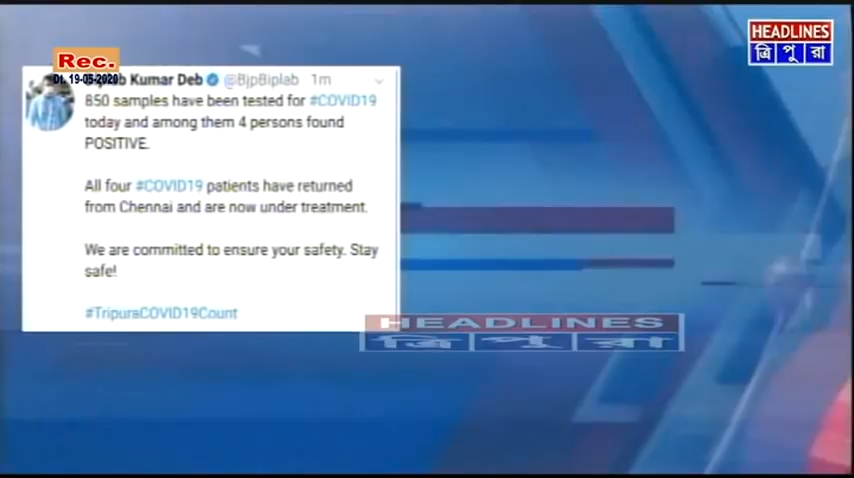 HEADLINES
ত্রিপুরা
Rec.
Dt. 19-05-2020
Kumar Deb @BjpBiplab 1m
850 samples have been tested for #COVID19
today and among them 4 persons found
POSITIVE.
All four #COVID19 patients have returned
from Chennai and are now under treatment.
We are committed to ensure your safety. Stay
safe!
#TripuraCOVID19Count
HEADLINES
ত্রিপুরা